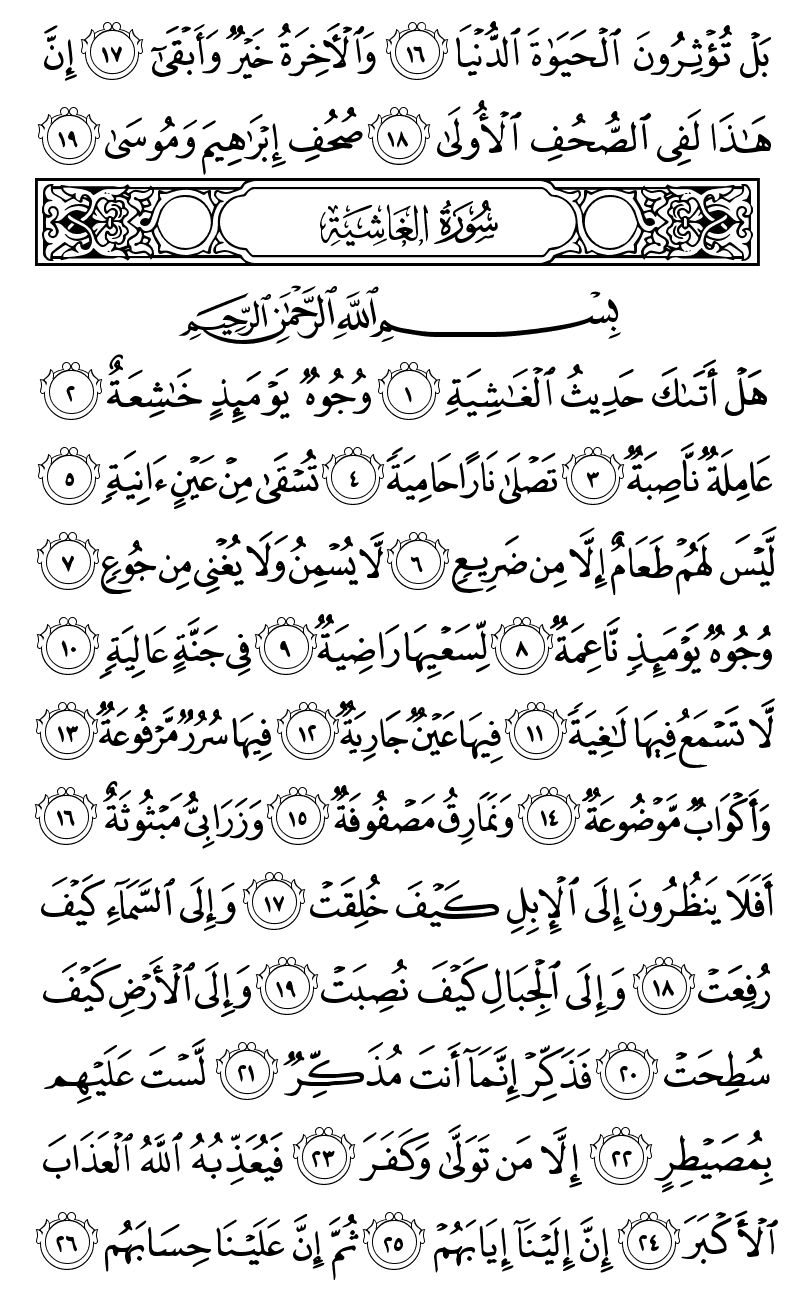 بَلْ تُؤْثِرُونَ ٱلْحَيَوٰةَ ٱلدُّنْيَا ١٦ وَٱلْأَخِرَةُ خَيْرٌ وَأَبْقَىٰٓ ١٧ إِنَّ
هَـٰذَا لَفِى ٱلصُّحُفِ ٱلْأُولَىٰ ١٨ صُحُفِ إِبْرَٰهِيمَ وَمُوسَىٰ ١٩
سُورَةُ الغَاشِيَةِ
بِسْمِ ٱللَّهِ ٱلرَّحْمَـٰنِ ٱلرَّحِيمِ
هَلْ أَتَىٰكَ حَدِيثُ ٱلْغَـٰشِيَةِ ١ وُجُوهٌ يَوْمَئِذٍ خَـٰشِعَةٌ ٢
عَامِلَةٌ نَّاصِبَةٌ ٣ تَصْلَىٰ نَارًا حَامِيَةً ٤ تُسْقَىٰ مِنْ عَيْنٍ ءَانِيَةٍ ٥
لَّيْسَ لَهُمْ طَعَامٌ إِلَّا مِن ضَرِيعٍ ٦ لَّا يُسْمِنُ وَلَا يُغْنِى مِن جُوعٍ ٧
وُجُوهٌ يَوْمَئِذٍ نَّاعِمَةٌ ٨ لِّسَعْيِهَا رَاضِيَةٌ ٩ فِى جَنَّةٍ عَالِيَةٍ ١٠
لَّا تَسْمَعُ فِيهَا لَـٰغِيَةً ١١ فِيهَا عَيْنٌ جَارِيَةٌ ١٢ فِيهَا سُرُرٌ مَّرْفُوعَةٌ ١٣
وَأَكْوَابٌ مَّوْضُوعَةٌ ١٤ وَنَمَارِقُ مَصْفُوفَةٌ ١٥ وَزَرَابِىُّ مَبْثُوثَةٌ ١٦
أَفَلَا يَنظُرُونَ إِلَى ٱلْإِبِلِ كَيْفَ خُلِقَتْ ١٧ وَإِلَى ٱلسَّمَآءِ كَيْفَ
رُفِعَتْ ١٨ وَإِلَى ٱلْجِبَالِ كَيْفَ نُصِبَتْ ١٩ وَإِلَى ٱلْأَرْضِ كَيْفَ
سُطِحَتْ ٢٠ فَذَكِّرْ إِنَّمَآ أَنتَ مُذَكِّرٌ ٢١ لَّسْتَ عَلَيْهِم
بِمُصَيْطِرٍ ٢٢ إِلَّا مَن تَوَلَّىٰ وَكَفَرَ ٢٣ فَيُعَذِّبُهُ ٱللَّهُ ٱلْعَذَابَ
ٱلْأَكْبَرَ ٢٤ إِنَّ إِلَيْنَآ إِيَابَهُمْ ٢٥ ثُمَّ إِنَّ عَلَيْنَا حِسَابَهُم ٢٦